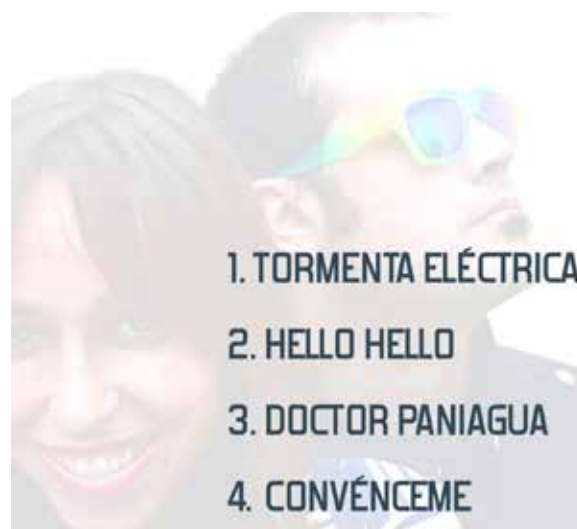 1. TORMENTA ELÉCTRICA
2. HELLO HELLO
3. DOCTOR PANIAGUA
4. CONVÉNCEME